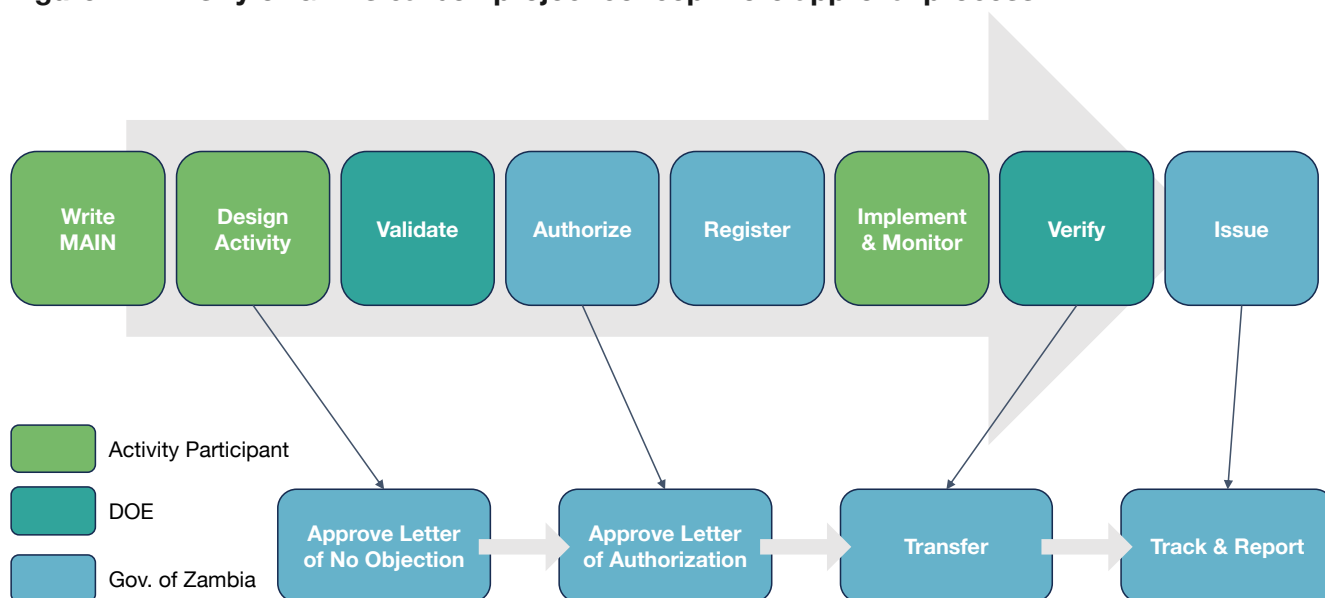 Write
MAIN
Design
Activity
Validate
Authorize
Register
Implement
& Monitor
Verify
Issue
Activity Participant
DOE
Gov. of Zambia
Approve Letter
of No Objection
Approve Letter
of Authorization
Transfer
Track & Report